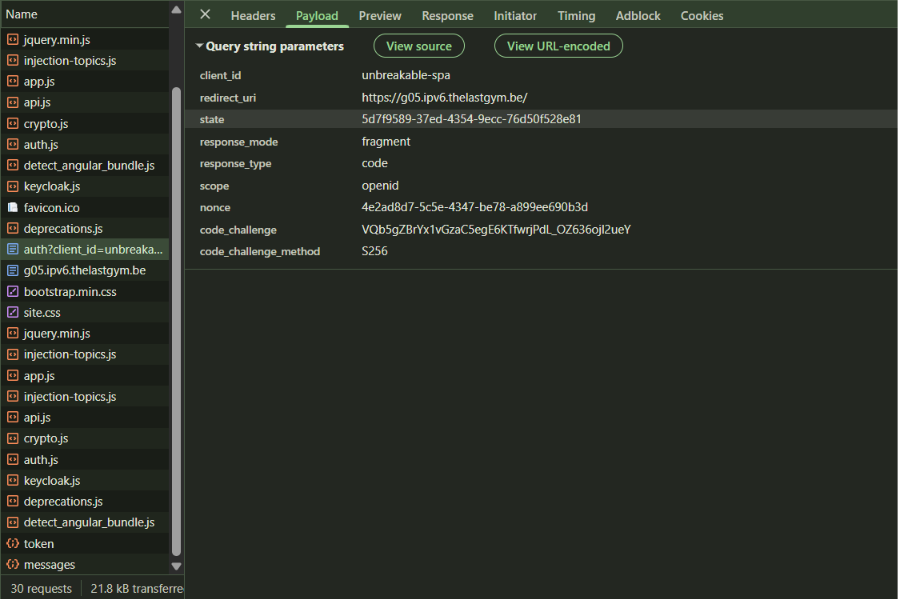 Name
jquery.min.js
injection-topics.js
app.js
api.js
crypto.js
auth.js
detect_angular_bundle.js
keycloak.js
favicon.ico
deprecations.js
auth?client_id=unbreaka...
g05.ipv6.thelastgym.be
bootstrap.min.css
site.css
jquery.min.js
injection-topics.js
app.js
injection-topics.js
api.js
crypto.js
auth.js
keycloak.js
deprecations.js
detect_angular_bundle.js
token
messages
30 requests 21.8 kB transferre
Headers Payload Preview Response Initiator Timing Adblock Cookies
Query string parameters View source View URL-encoded
client_id unbreakable-spa
redirect_uri https://g05.ipv6.thelastgym.be/
state 5d7f9589-37ed-4354-9ecc-76d50f528e81
response_mode fragment
response_type code
scope openid
nonce 4e2ad8d7-5c5e-4347-be78-a899ee690b3d
code_challenge VQb5gZBrYx1vGzaC5egE6KTfwrjPdL_OZ636ojI2ueY
code_challenge_method S256